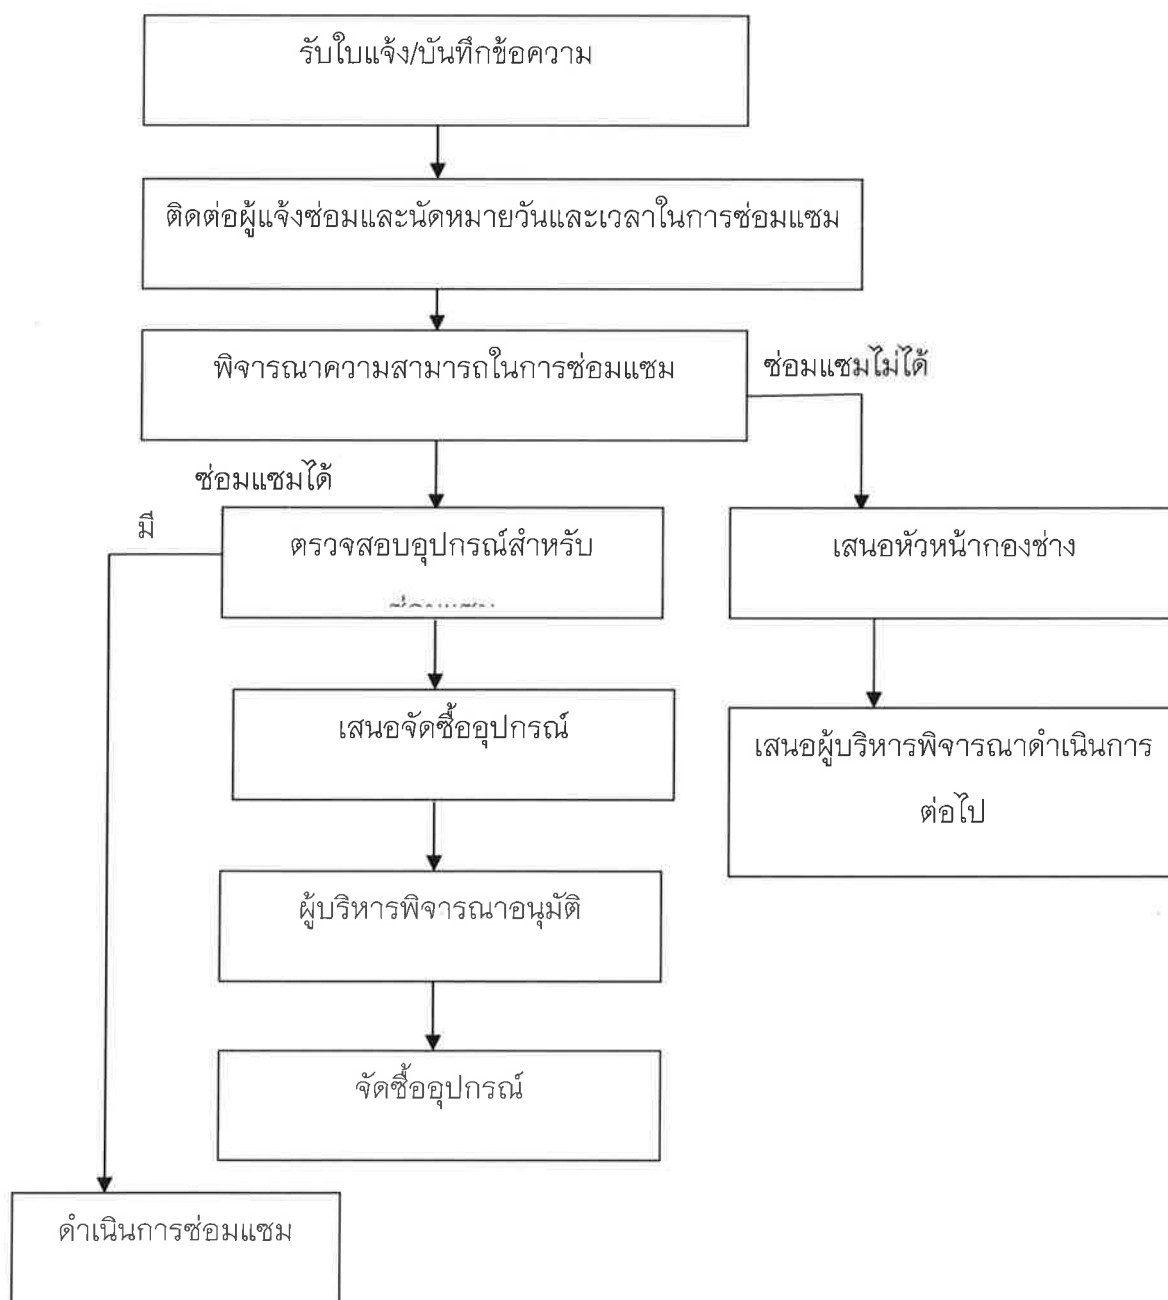 รับใบแจ้ง/บันทึกข้อความ
ติดต่อผู้แจ้งซ่อมและนัดหมายวันและเวลาในการซ่อมแซม
พิจารณาความสามารถในการซ่อมแซม
ซ่อมแซมไม่ได้
ซ่อมแซมได้
มี
ตรวจสอบอุปกรณ์สำหรับ
เสนอหัวหน้ากองช่าง
เสนอจัดซื้ออุปกรณ์
เสนอผู้บริหารพิจารณาดำเนินการ
ต่อไป
ผู้บริหารพิจารณาอนุมัติ
จัดซื้ออุปกรณ์
ดำเนินการซ่อมแซม